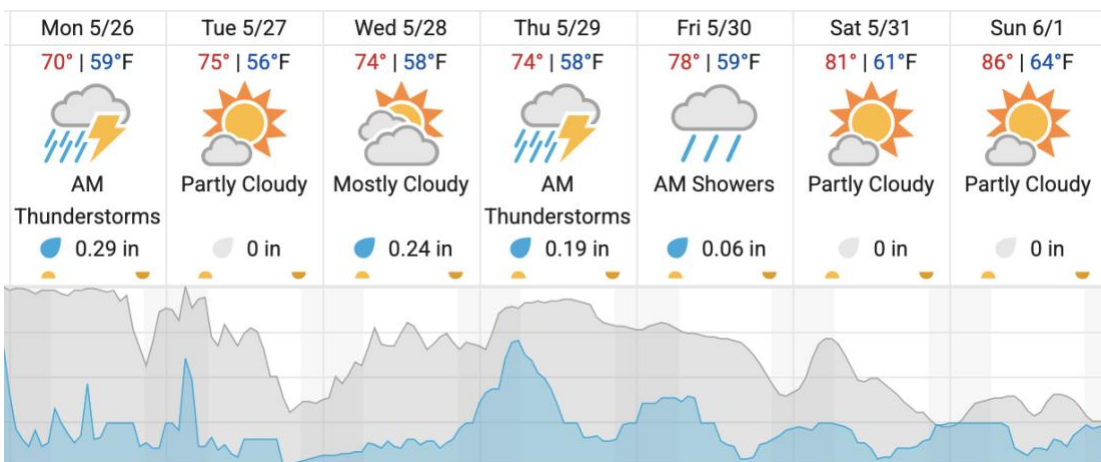 Mon 5/26
Tue 5/27
Wed 5/28
Thu 5/29
Fri 5/30
Sat 5/31
Sun 6/1
70° | 59°F
75° | 56°F
74° | 58°F
74° | 58°F
78° | 59°F
81° | 61°F
86° | 64°F
AM
Thunderstorms
Partly Cloudy
Mostly Cloudy
AM
Thunderstorms
AM Showers
Partly Cloudy
Partly Cloudy
0.29 in
0 in
0.24 in
0.19 in
0.06 in
0 in
0 in